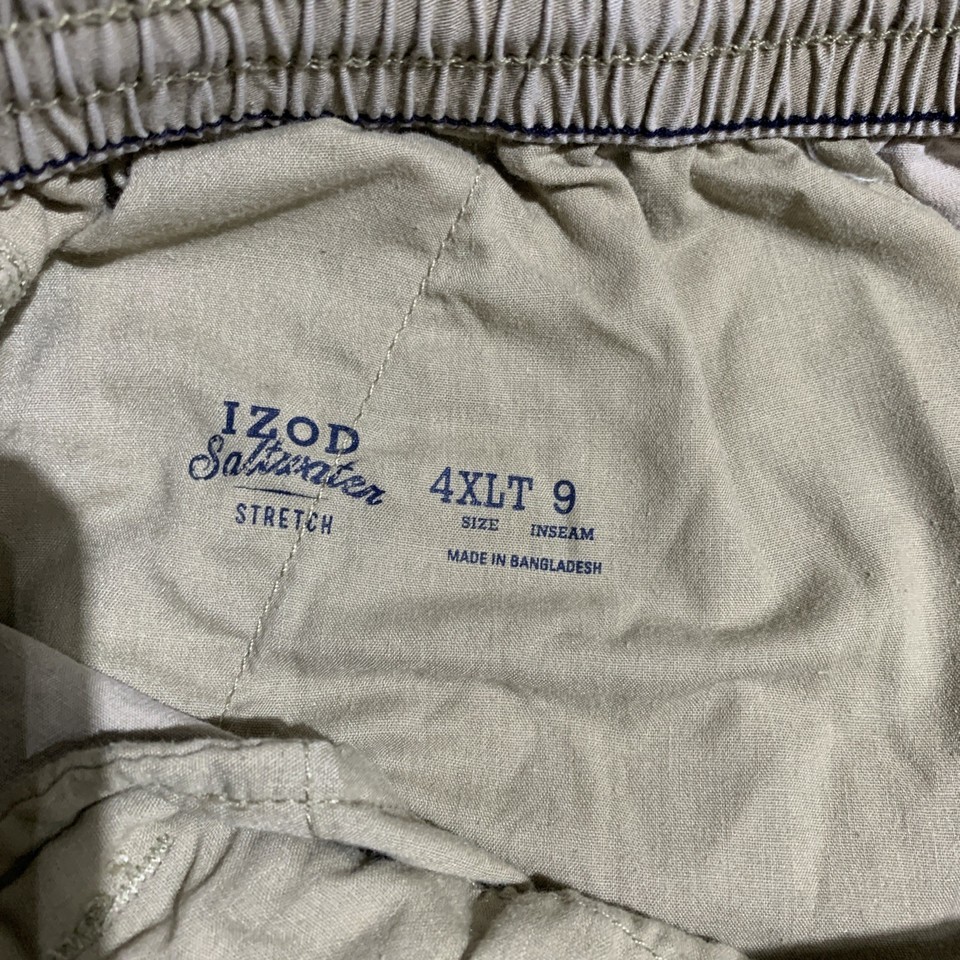 IZOD
Saltwater
STRETCH
4XLT 9
SIZE INSEAM
MADE IN BANGLADESH